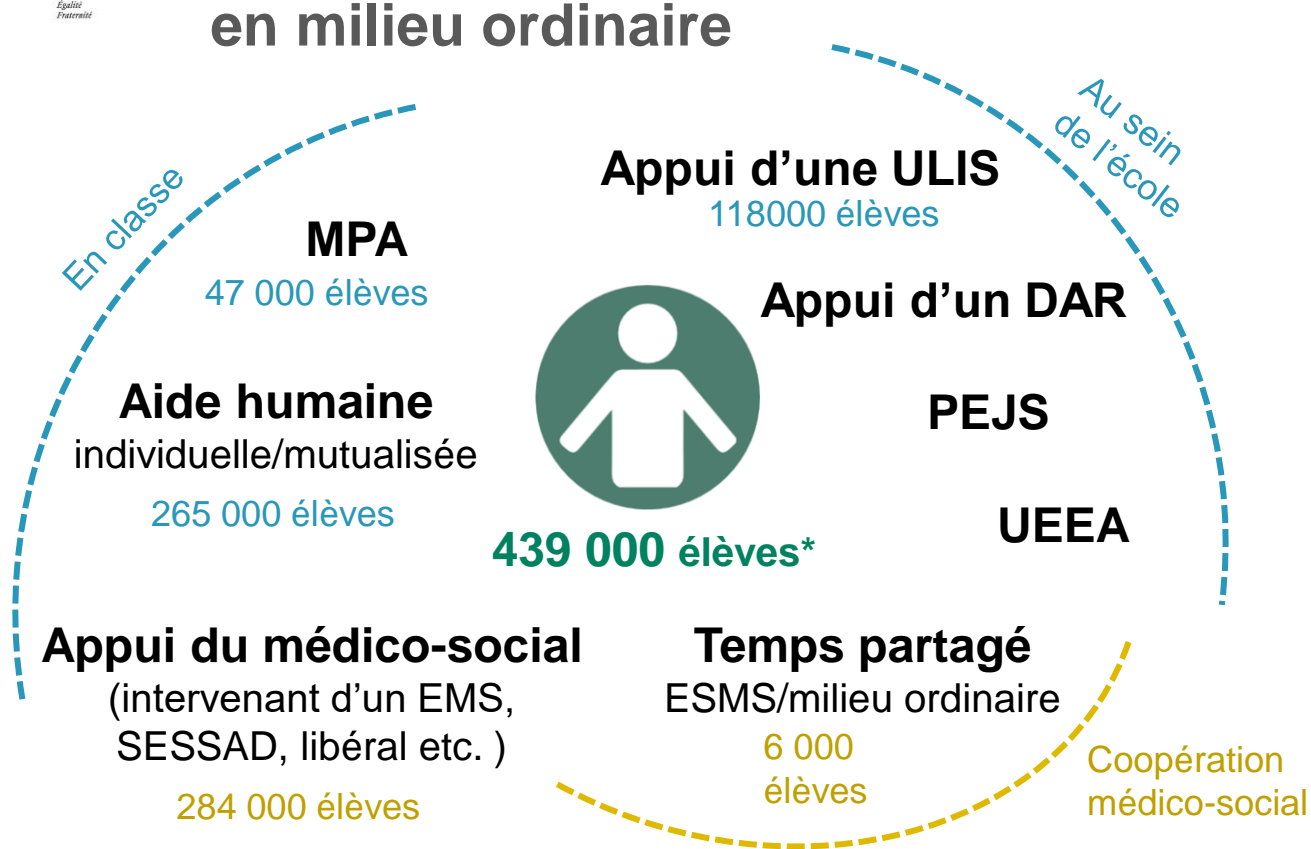 Égalité
Fraternité
en milieu ordinaire
Au sein
de l'école
En classe
Appui d'une ULIS
118000 élèves
MPA
47 000 élèves
Appui d'un DAR
Aide humaine
individuelle/mutualisée
265 000 élèves
PEJS
UEEA
439 000 élèves*
Appui du médico-social
(intervenant d'un EMS,
SESSAD, libéral etc. )
284 000 élèves
Temps partagé
ESMS/milieu ordinaire
6 000
élèves
Coopération
médico-social